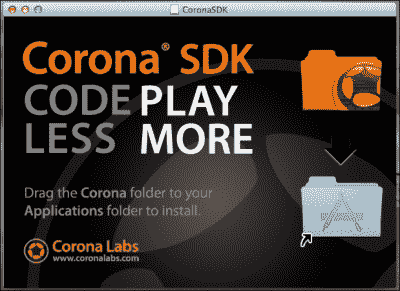 CoronaSDK
Corona® SDK
CODE PLAY
LESS MORE
Drag the Corona folder to your
Applications folder to install.
Corona Labs
www.coronalabs.com